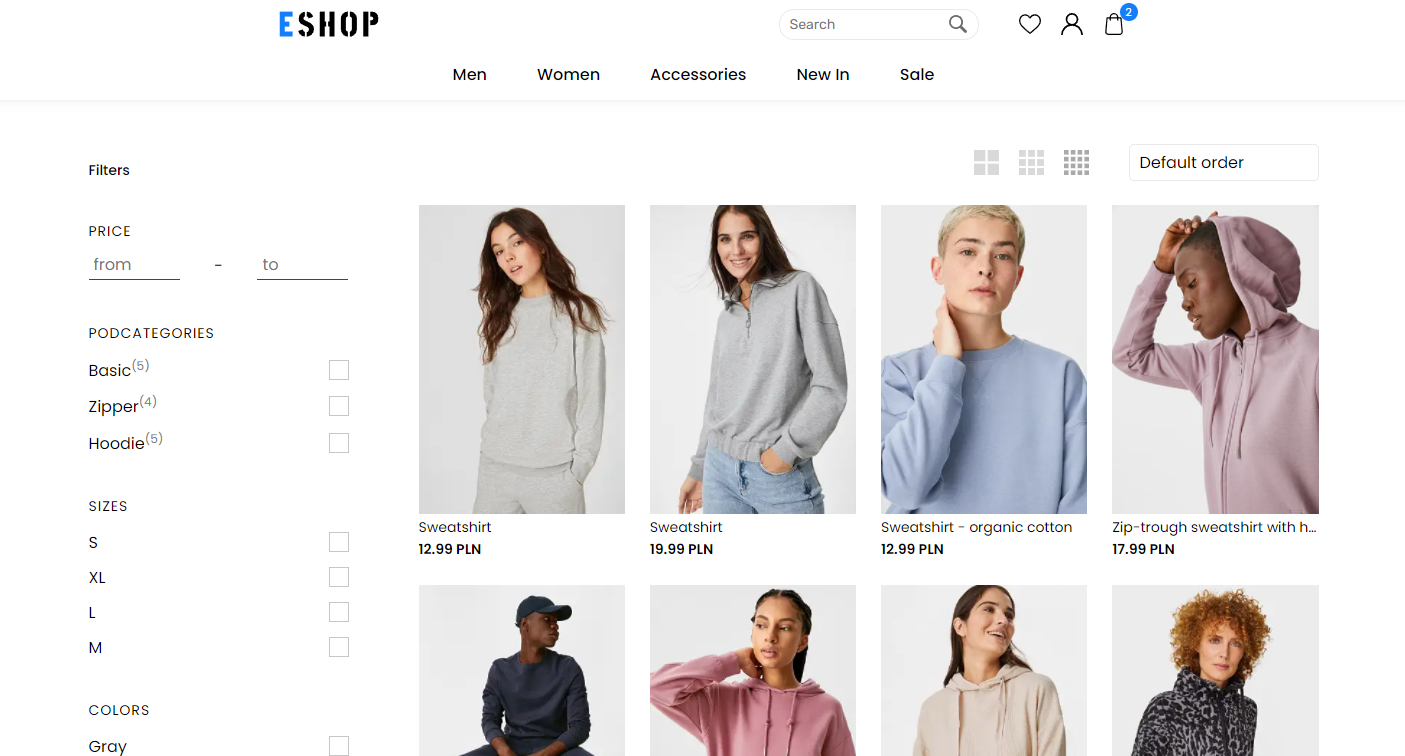 ESHOP
Search
2
Men Women Accessories New In Sale
Filters
Default order
PRICE
from - to
PODCATEGORIES
Basic(5)
Zipper(4)
Hoodie(5)
SIZES
S
XL
L
M
COLORS
Gray
Sweatshirt
12.99 PLN
Sweatshirt
19.99 PLN
Sweatshirt - organic cotton
12.99 PLN
Zip-trough sweatshirt with h...
17.99 PLN